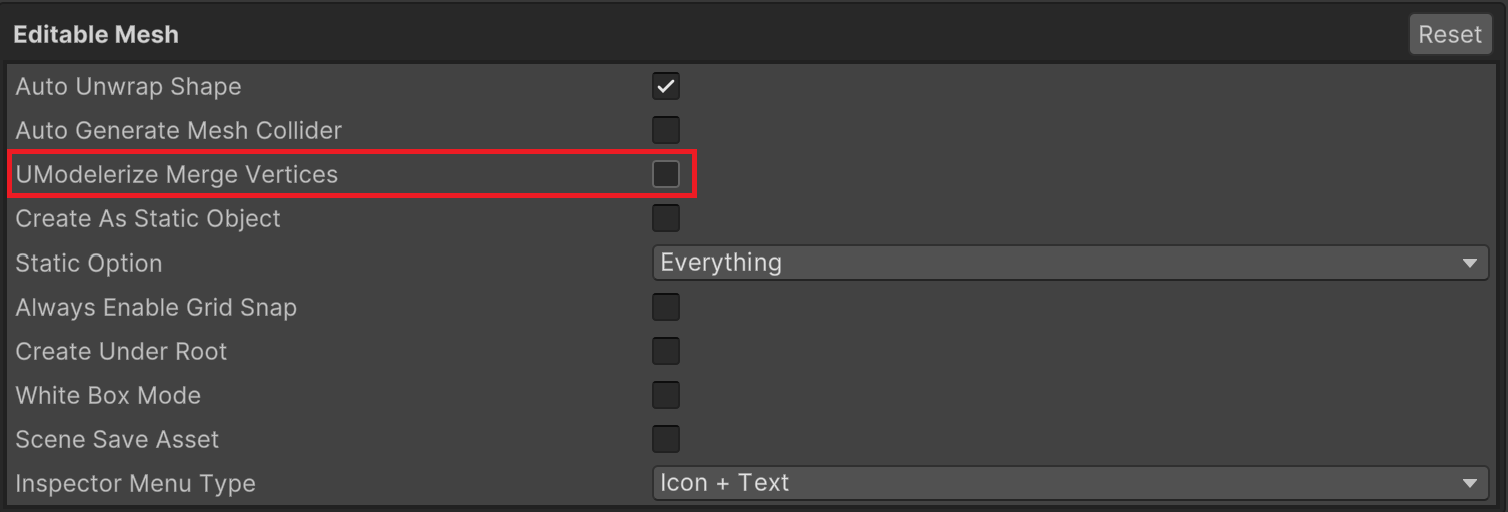 Editable Mesh
Reset
Auto Unwrap Shape
Auto Generate Mesh Collider
UModelerize Merge Vertices
Create As Static Object
Static Option
Everything
Always Enable Grid Snap
Create Under Root
White Box Mode
Scene Save Asset
Inspector Menu Type
Icon + Text